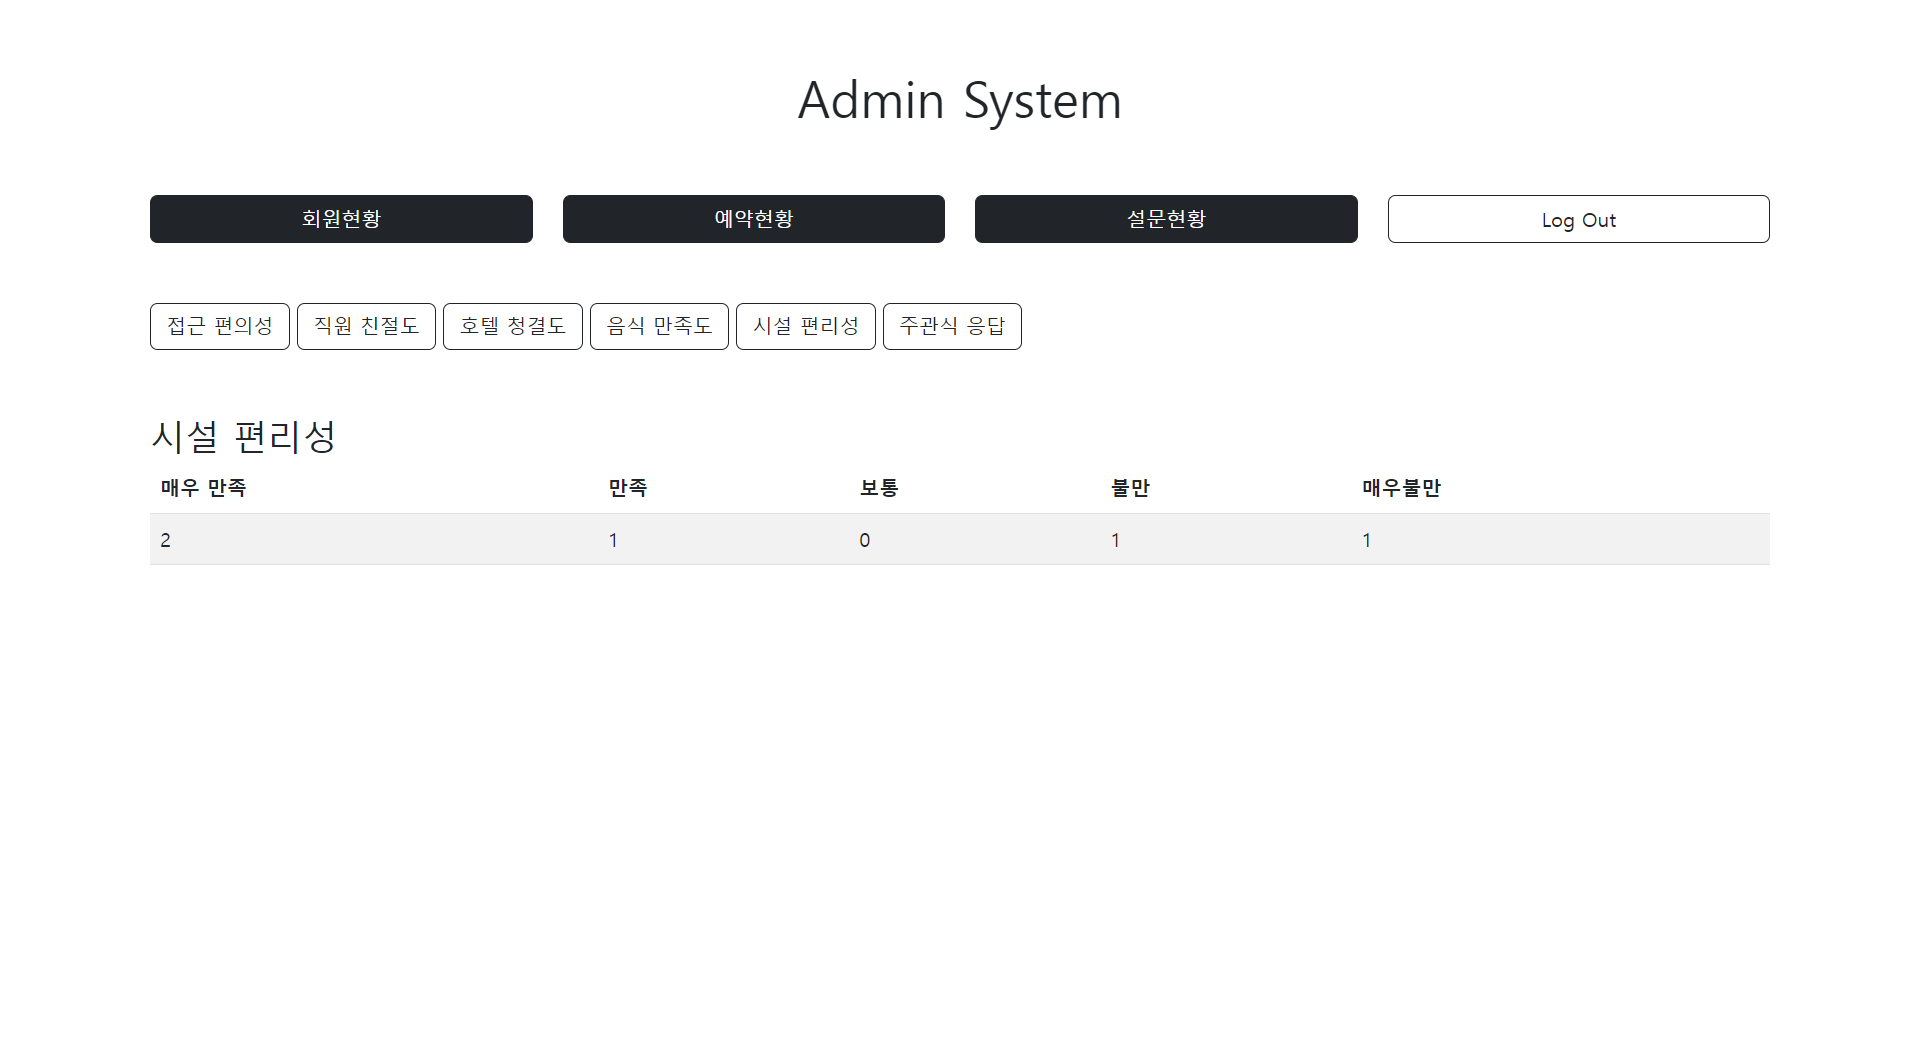 Admin System
회원현황 예약현황 설문현황 Log Out
접근 편의성 직원 친절도 호텔 청결도 음식 만족도 시설 편리성 주관식 응답
시설 편리성
매우 만족 만족 보통 불만 매우불만
2 1 0 1 1